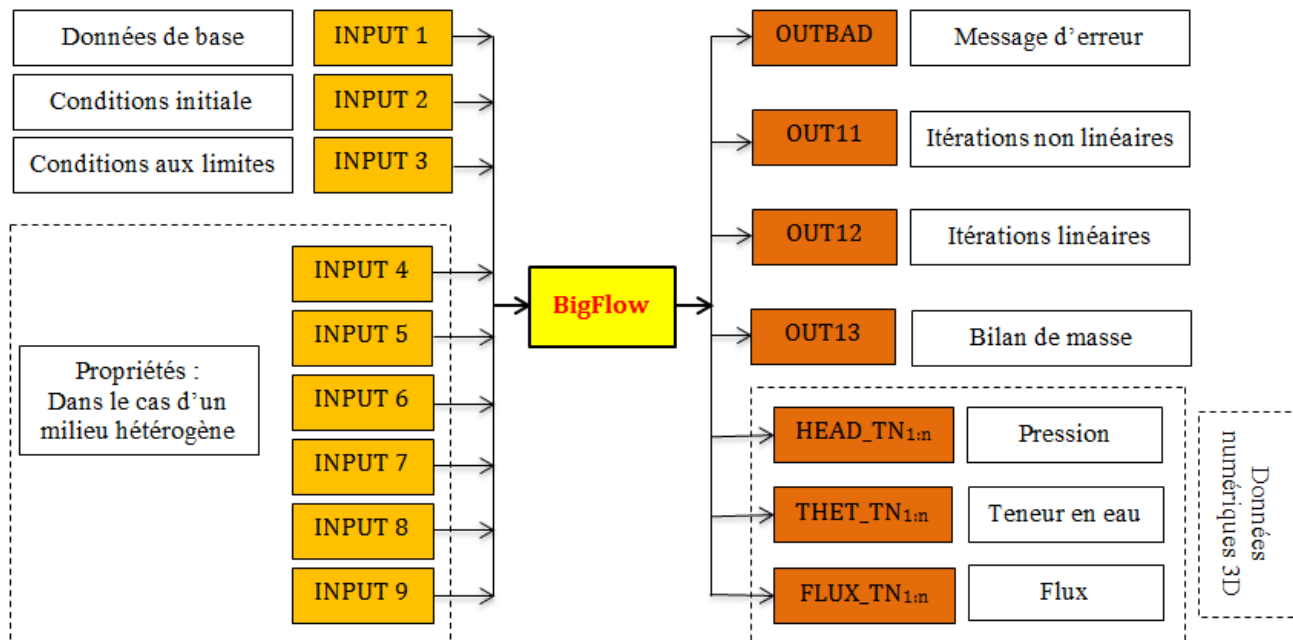 Données de base
INPUT 1
Conditions initiale
INPUT 2
Conditions aux limites
INPUT 3
Propriétés :
Dans le cas d’un
milieu hétérogène
INPUT 4
INPUT 5
INPUT 6
INPUT 7
INPUT 8
INPUT 9
BigFlow
OUTBAD
Message d’erreur
OUT11
Itérations non linéaires
OUT12
Itérations linéaires
OUT13
Bilan de masse
HEAD_TN1:n
Pression
THET_TN1:n
Teneur en eau
FLUX_TN1:n
Flux
Données
numériques 3D